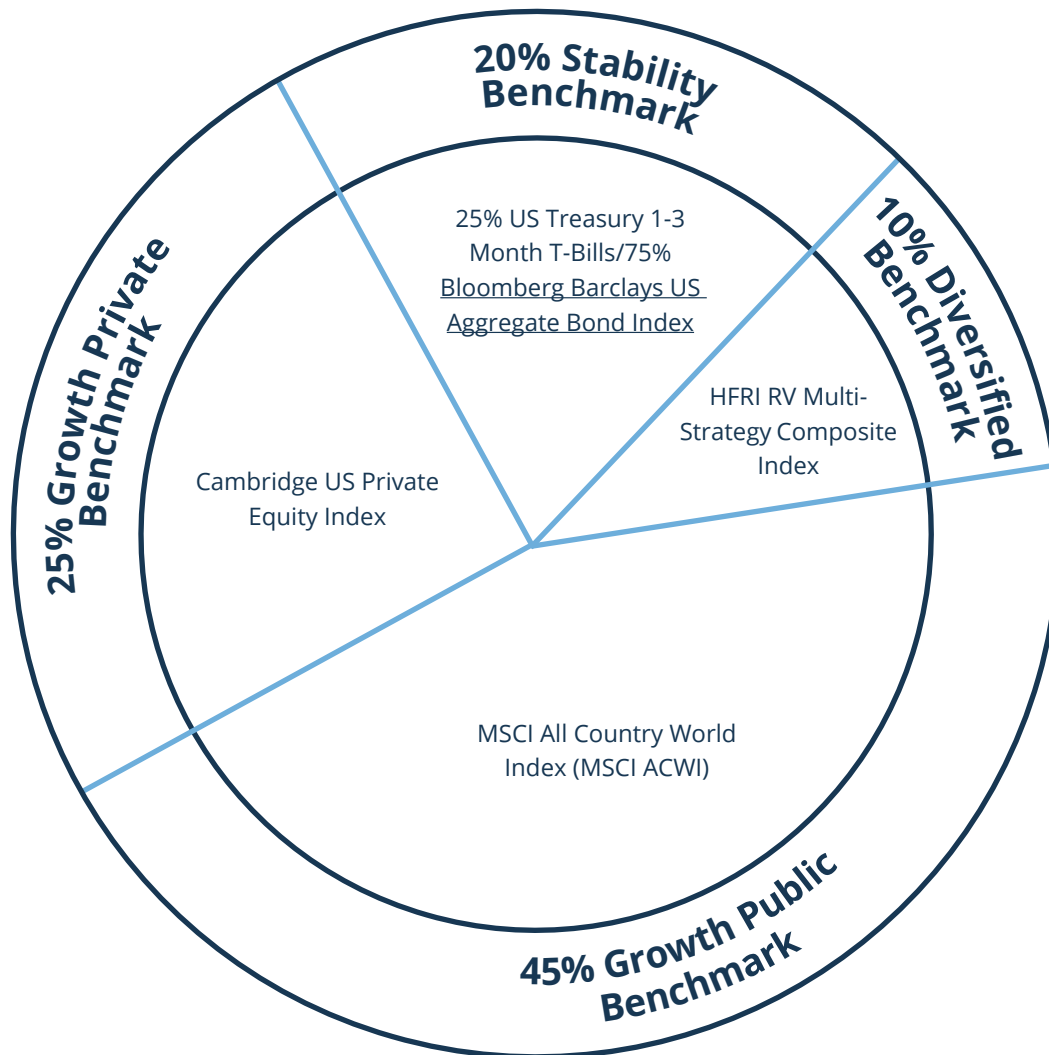 20% Stability
Benchmark
25% US Treasury 1-3
Month T-Bills/75%
Bloomberg Barclays US
Aggregate Bond Index
10% Diversified
Benchmark
HFRI RV Multi-
Strategy Composite
Index
25% Growth Private
Benchmark
Cambridge US Private
Equity Index
MSCI All Country World
Index (MSCI ACWI)
45% Growth Public
Benchmark